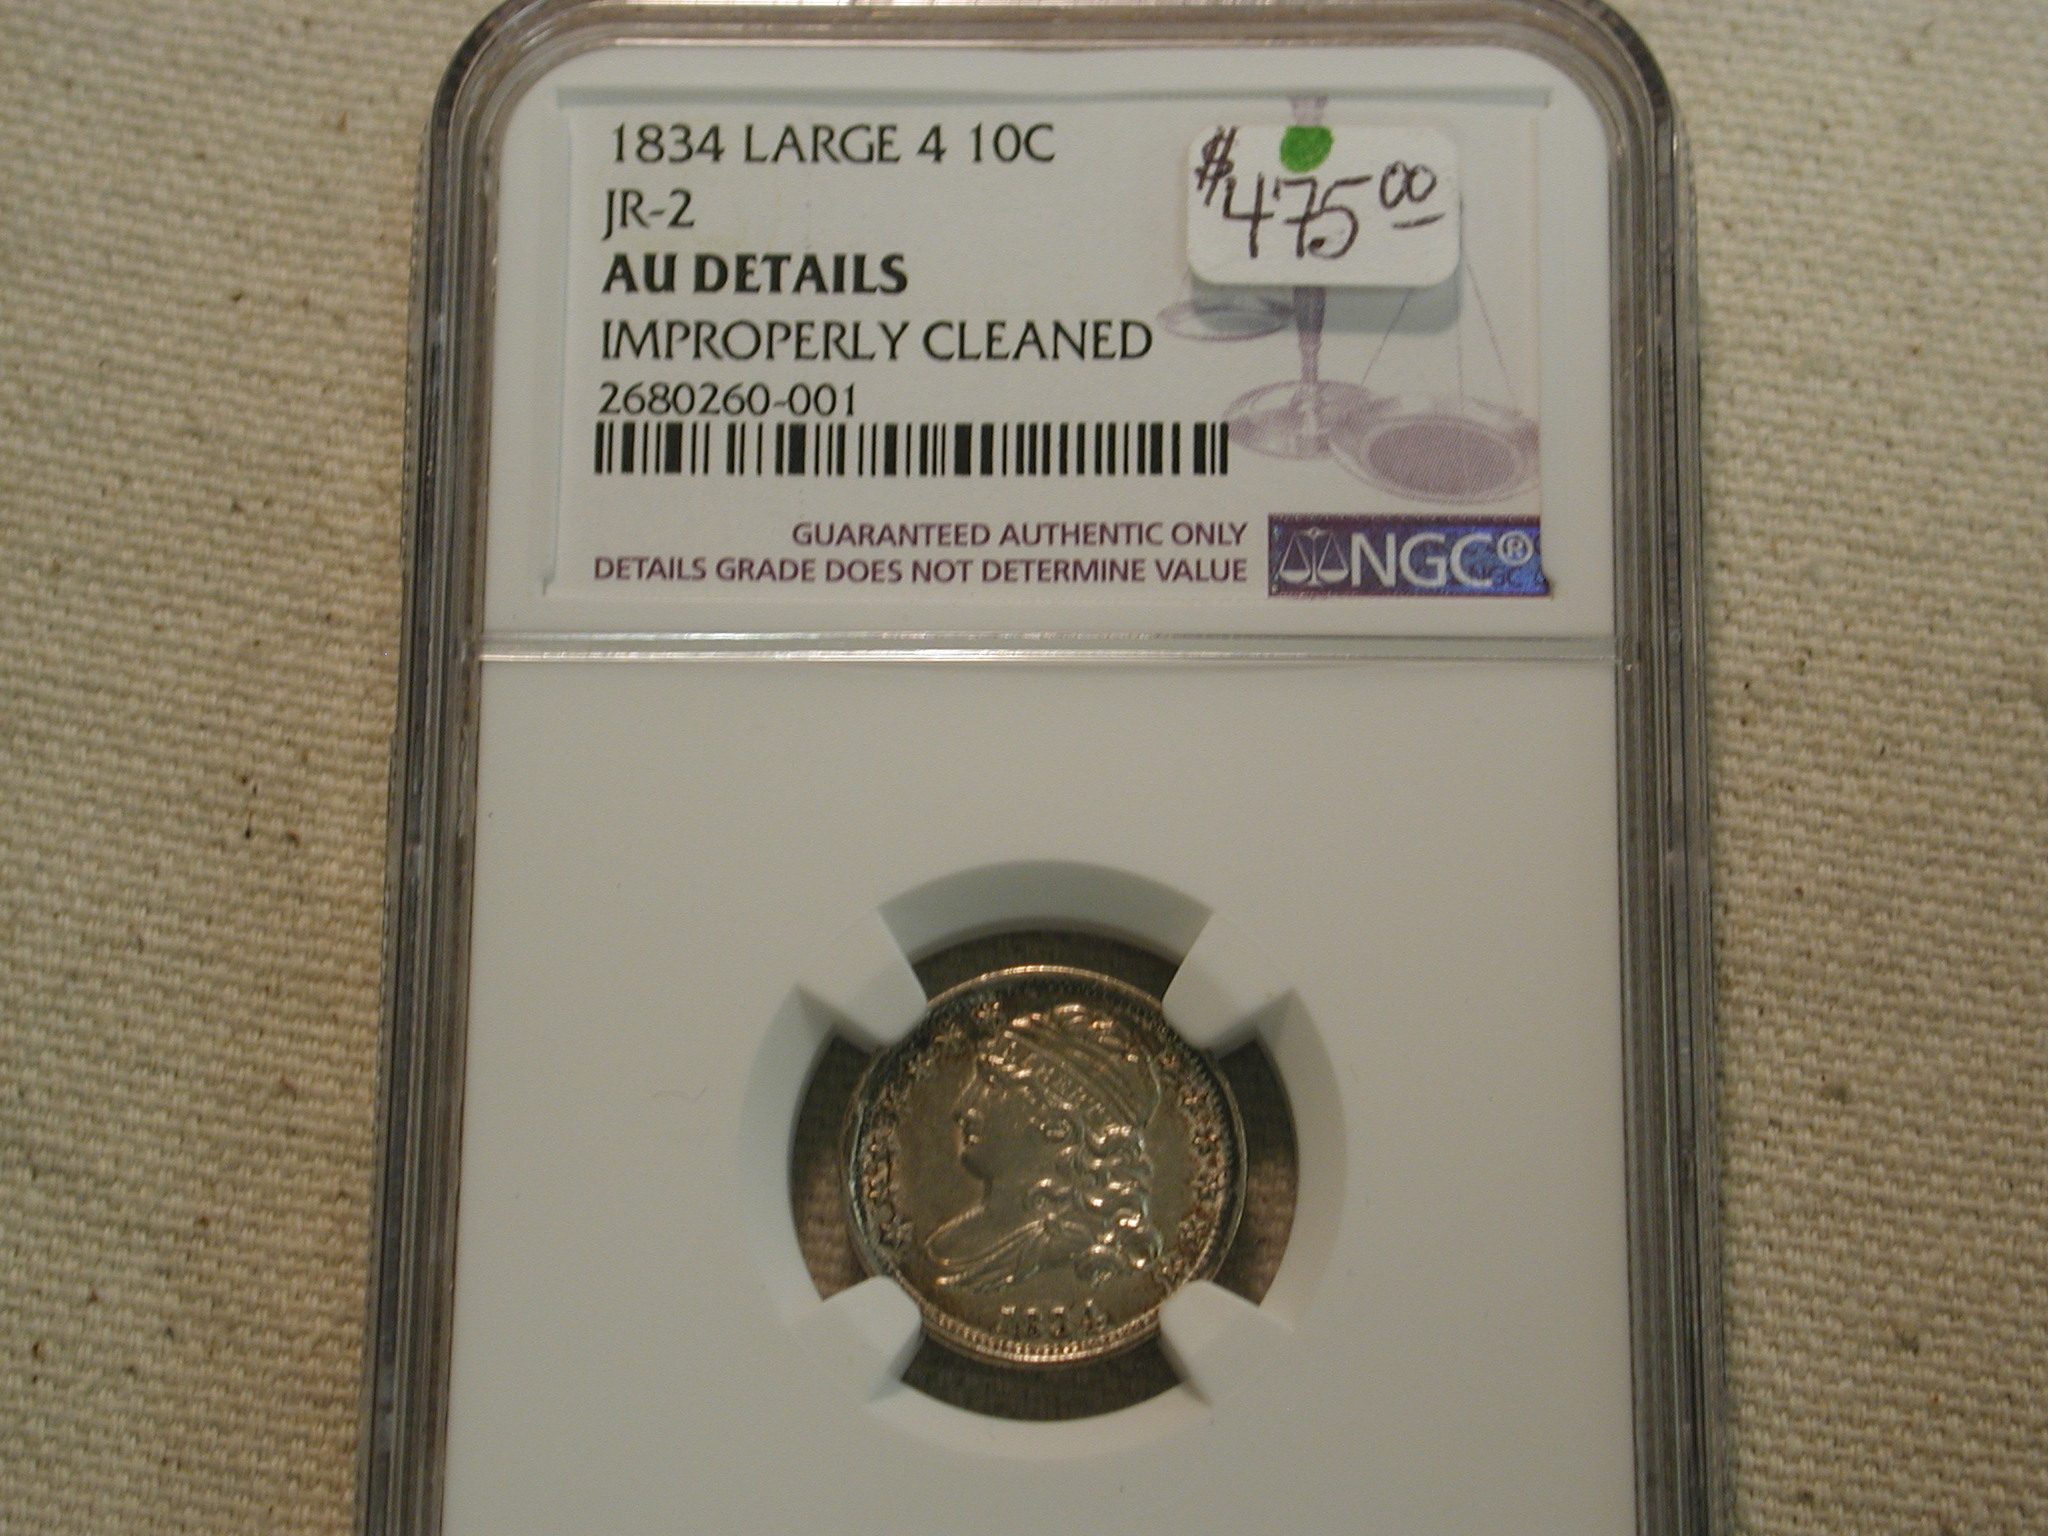 1834 LARGE 4 10C
JR-2
AU DETAILS
IMPROPERLY CLEANED
2680260-001
$475.00
GUARANTEED AUTHENTIC ONLY
DETAILS GRADE DOES NOT DETERMINE VALUE
NGC®
1834